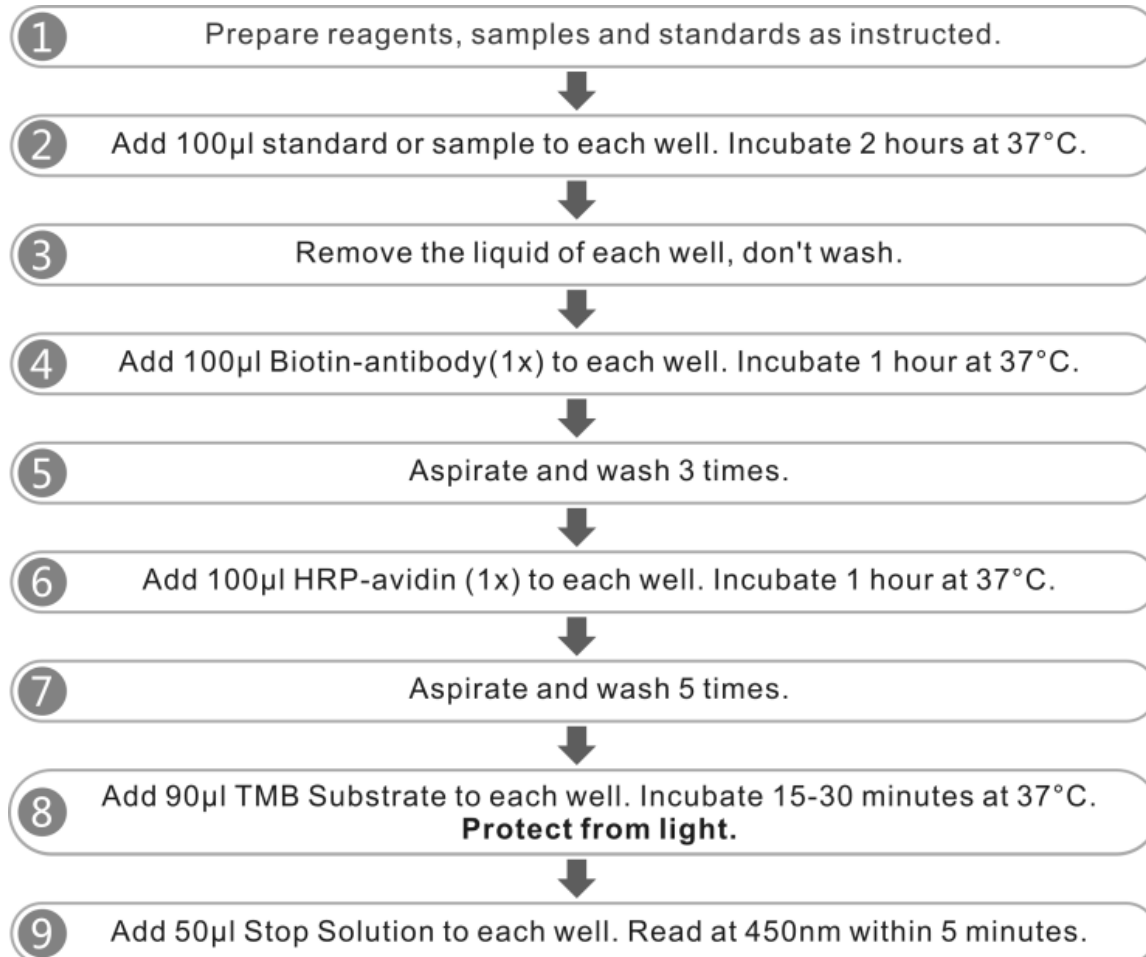 1 Prepare reagents, samples and standards as instructed.
2 Add 100μl standard or sample to each well. Incubate 2 hours at 37°C.
3 Remove the liquid of each well, don't wash.
4 Add 100μl Biotin-antibody(1x) to each well. Incubate 1 hour at 37°C.
5 Aspirate and wash 3 times.
6 Add 100μl HRP-avidin (1x) to each well. Incubate 1 hour at 37°C.
7 Aspirate and wash 5 times.
8 Add 90μl TMB Substrate to each well. Incubate 15-30 minutes at 37°C.
Protect from light.
9 Add 50μl Stop Solution to each well. Read at 450nm within 5 minutes.